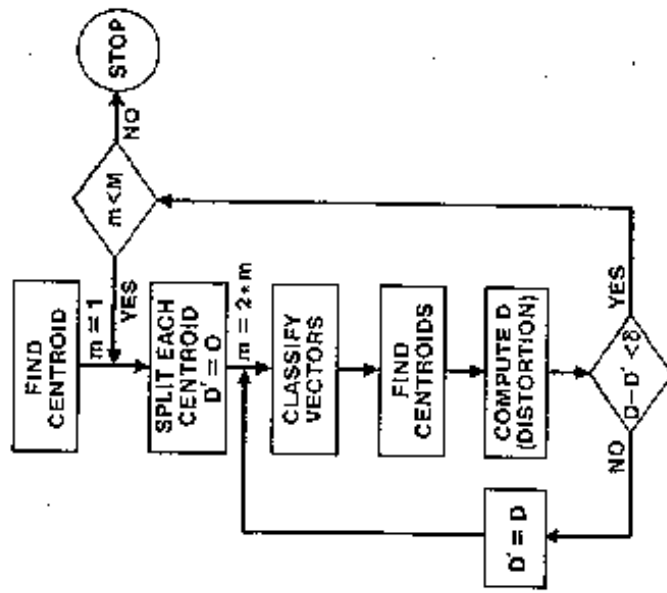 FIND
CENTROID
m = 1
SPLIT EACH
CENTROID
D' = 0
m = 2 * m
CLASSIFY
VECTORS
FIND
CENTROIDS
COMPUTE D
(DISTORTION)
D - D' < δ
NO
D' = D
YES
m < M
YES
NO
STOP